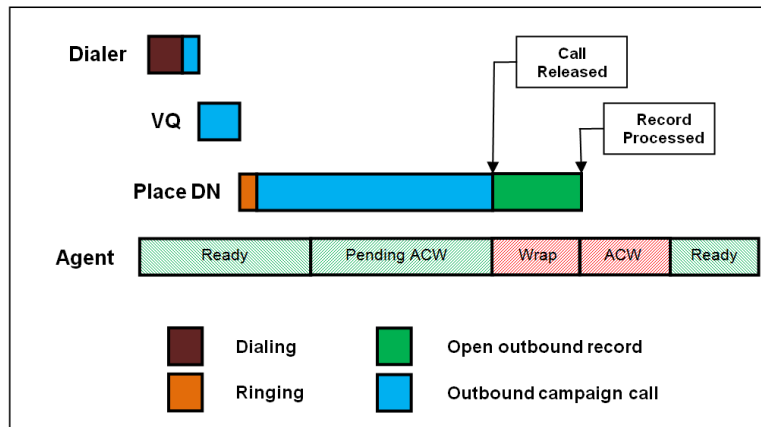 Dialer
Call
Released
VQ
Record
Processed
Place DN
Agent
Ready
Pending ACW
Wrap
ACW
Ready
Dialing
Open outbound record
Ringing
Outbound campaign call